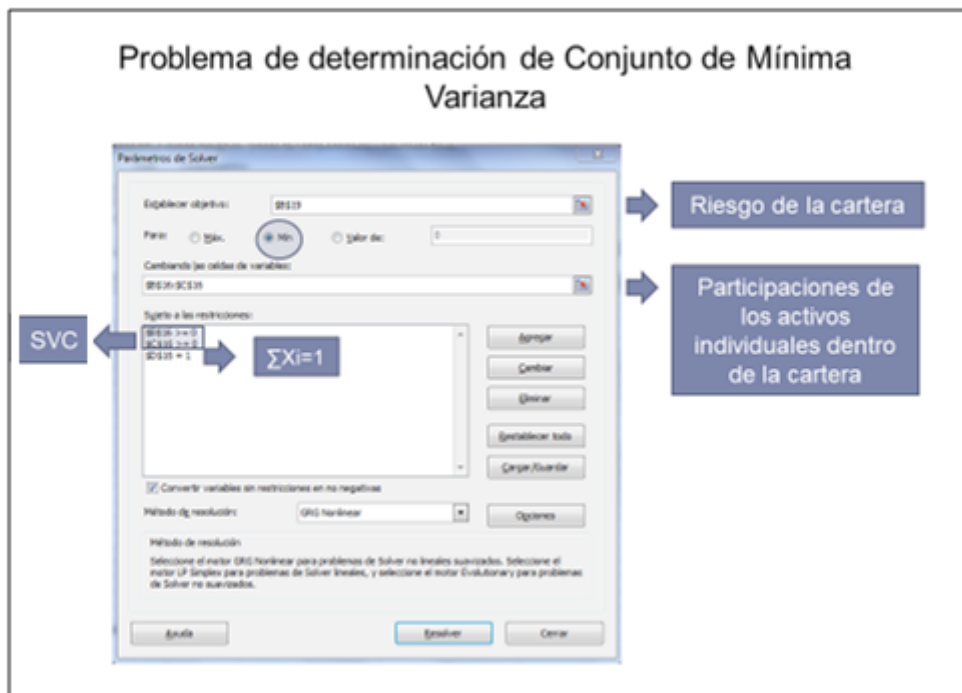 Problema de determinación de Conjunto de Mínima
Varianza
Parámetros de Solver
Establecer objetivo:
Riesgo de la cartera
Para:
Máx.
Mín
Valor de:
0
Cambiando las celdas de variables:
$B$16:$C$16
Participaciones de
los activos
individuales dentro
de la cartera
Sujeto a las restricciones:
SVC
$B$16 >= 0
$C$16 >= 0
= 1
∑Xi=1
Agregar
Cambiar
Eliminar
Restablecer todo
Cargar/Guardar
Convertir variables sin restricciones en no negativas
Método de resolución:
GRG Nonlinear
Opciones
Método de resolución
Seleccione el motor GRG Nonlinear para problemas de Solver no lineales suavizados. Seleccione el
motor LP Simplex para problemas de Solver lineales, y seleccione el motor Evolutionary para problemas
de Solver no suavizados.
Ayuda
Resolver
Cerrar